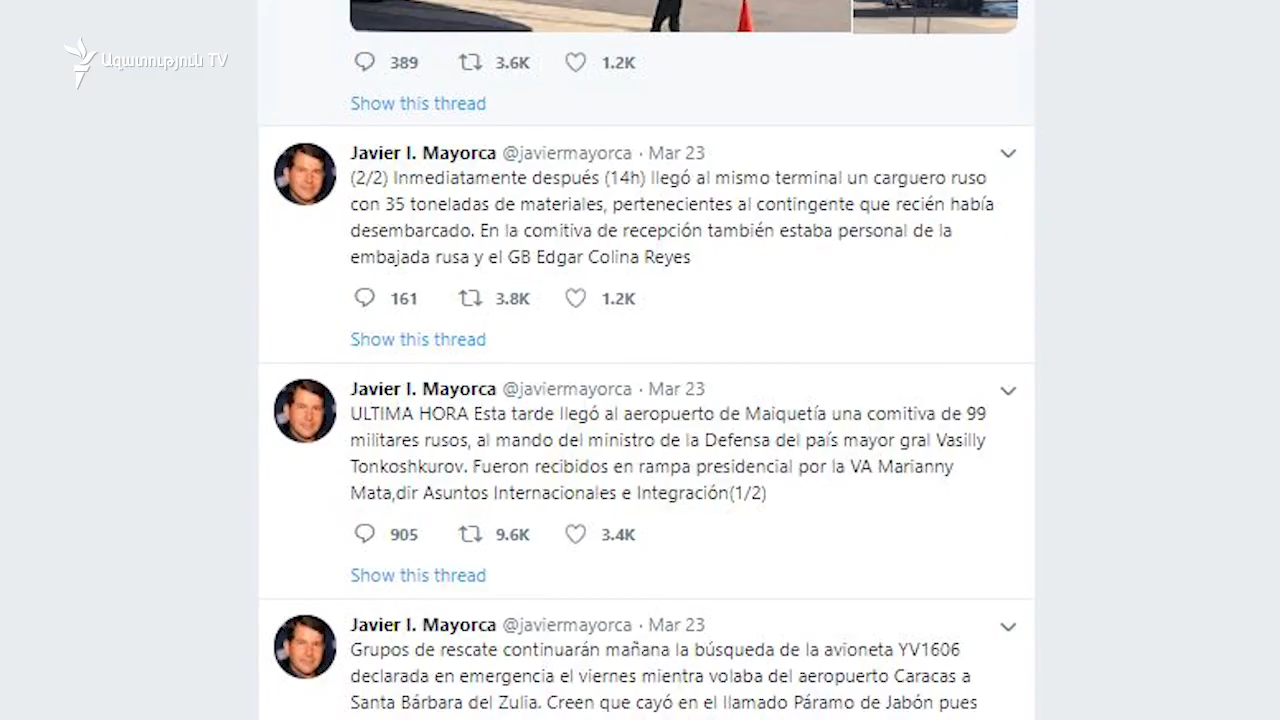 Ազատություն TV
389 3.6K 1.2K
Show this thread
Javier I. Mayorca @javiermayorca · Mar 23
(2/2) Inmediatamente después (14h) llegó al mismo terminal un carguero ruso
con 35 toneladas de materiales, pertenecientes al contingente que recién había
desembarcado. En la comitiva de recepción también estaba personal de la
embajada rusa y el GB Edgar Colina Reyes
161 3.8K 1.2K
Show this thread
Javier I. Mayorca @javiermayorca · Mar 23
ULTIMA HORA Esta tarde llegó al aeropuerto de Maiquetía una comitiva de 99
militares rusos, al mando del ministro de la Defensa del país mayor gral Vasilly
Tonkoshkurov. Fueron recibidos en rampa presidencial por la VA Marianny
Mata,dir Asuntos Internacionales e Integración(1/2)
905 9.6K 3.4K
Show this thread
Javier I. Mayorca @javiermayorca · Mar 23
Grupos de rescate continuarán mañana la búsqueda de la avioneta YV1606
declarada en emergencia el viernes mientra volaba del aeropuerto Caracas a
Santa Bárbara del Zulia. Creen que cayó en el llamado Páramo de Jabón pues